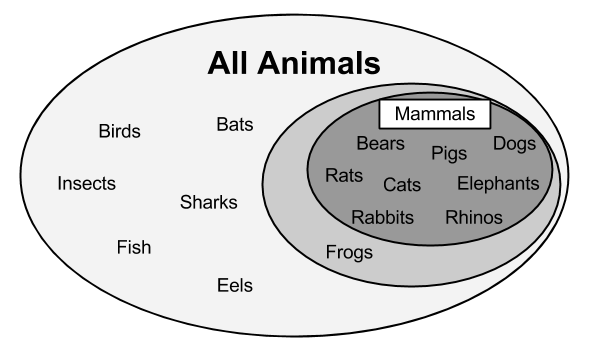 All Animals
Birds
Bats
Insects
Sharks
Fish
Eels
Mammals
Bears
Pigs
Dogs
Rats
Cats
Elephants
Rabbits
Rhinos
Frogs